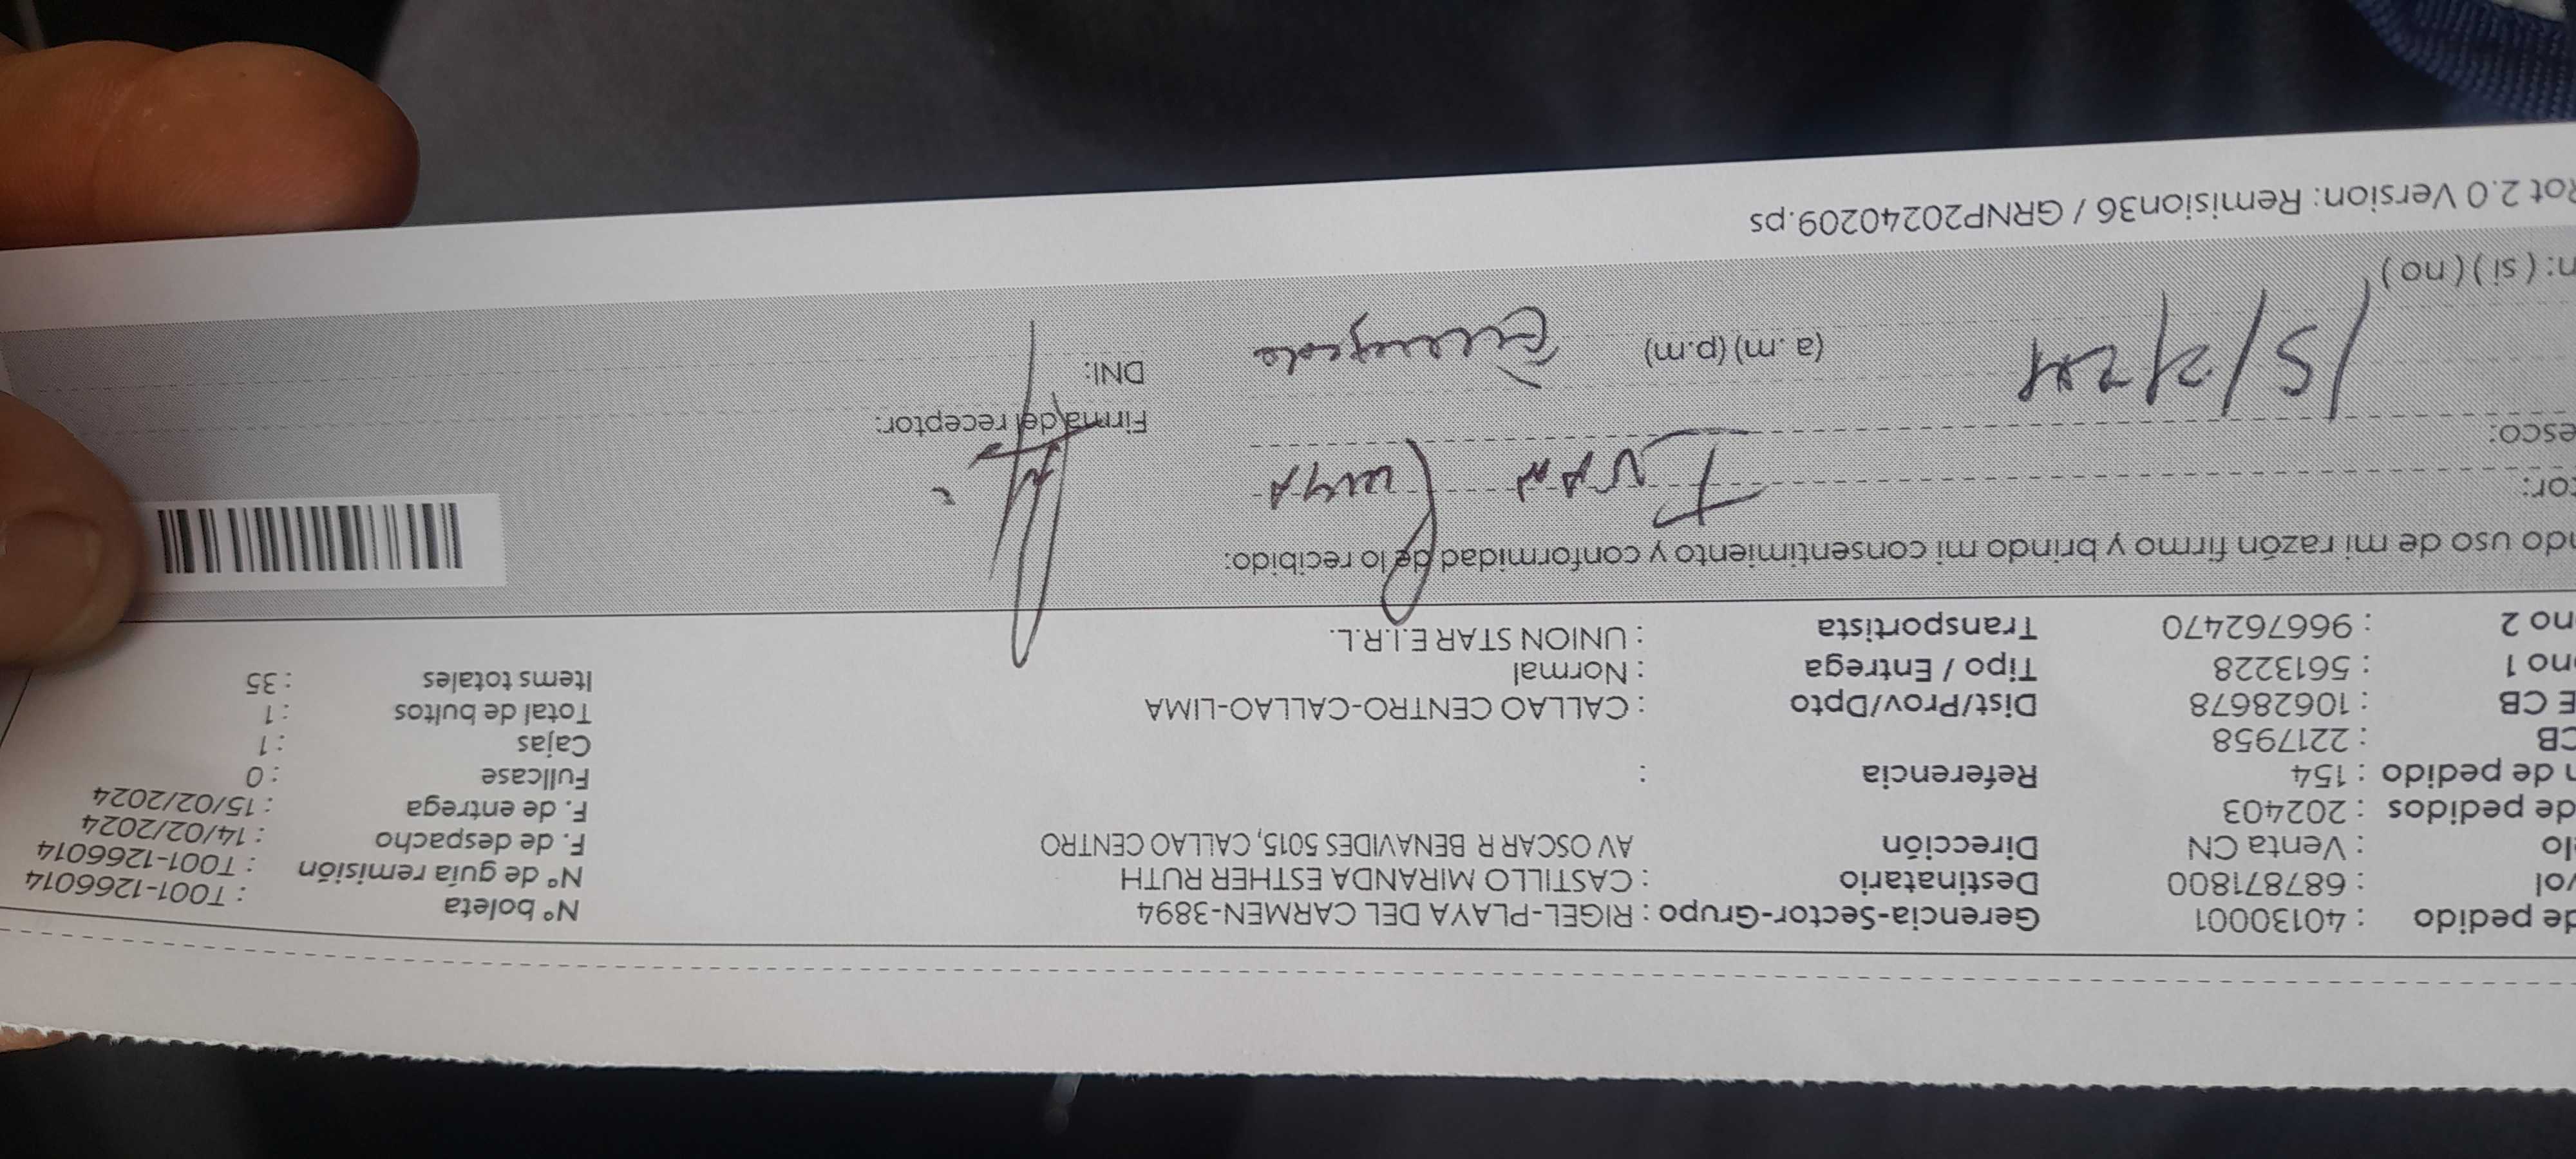 de pedido : 40130001 Gerencia-Sector-Grupo : RIGEL-PLAYA DEL CARMEN-3894 N° boleta : T001-1266014
vol : 687871800 Destinatario : CASTILLO MIRANDA ESTHER RUTH N° de guía remisión : T001-1266014
lo : Venta CN Dirección AV OSCAR R BENAVIDES 5015, CALLAO CENTRO F. de despacho : 14/02/2024
de pedidos : 202403 F. de entrega : 15/02/2024
n de pedido : 154 Referencia : Fullcase : 0
CB : 2217958 Cajas : 1
E CB : 10628678 Dist/Prov/Dpto : CALLAO CENTRO-CALLAO-LIMA Total de bultos : 1
no 1 : 5613228 Tipo / Entrega : Normal Items totales : 35
no 2 : 966762470 Transportista : UNION STAR E.I.R.L.
ndo uso de mi razón firmo y brindo mi consentimiento y conformidad de lo recibido:
tor: IVAN
esco: Firma del receptor:
15/2/2024 (a.m) (p.m) DNI:
n: ( si ) ( no )
Rot 2.0 Version: Remision36 / GRNP20240209.ps